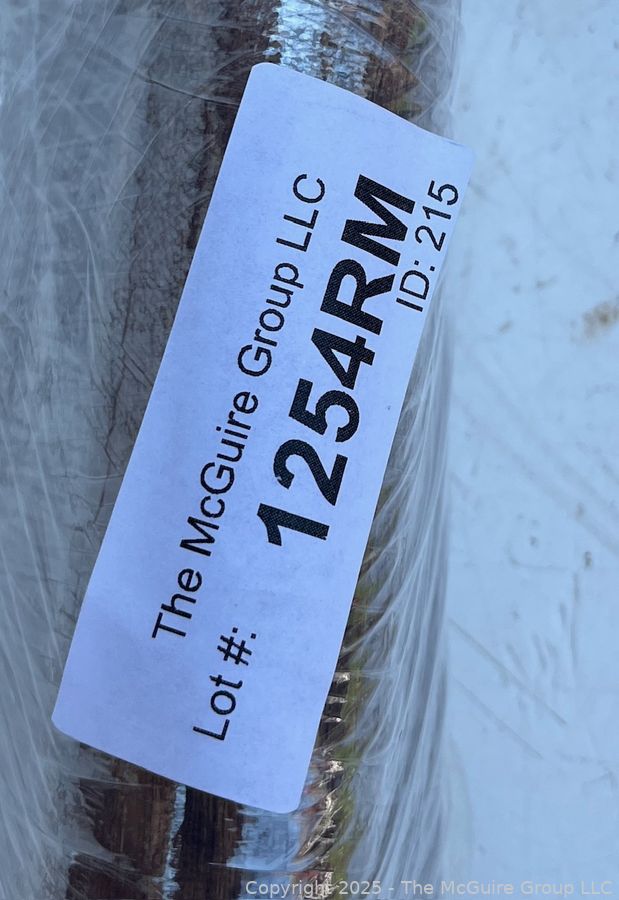 The McGuire Group LLC
Lot #:
1254RM
ID: 215
Copyright 2025 - The McGuire Group LLC